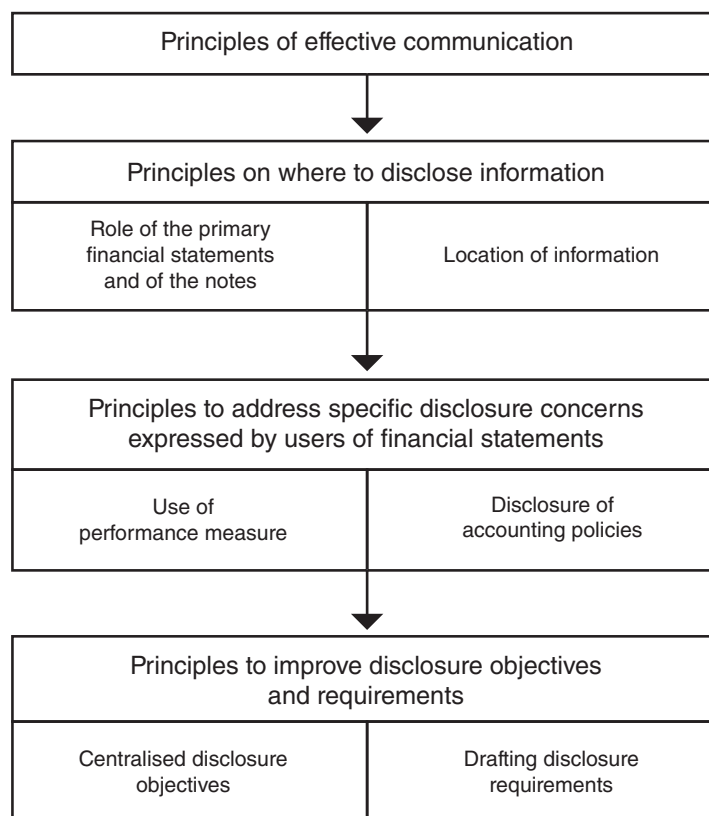 Principles of effective communication
Principles on where to disclose information
Role of the primary
financial statements
and of the notes
Location of information
Principles to address specific disclosure concerns
expressed by users of financial statements
Use of
performance measure
Disclosure of
accounting policies
Principles to improve disclosure objectives
and requirements
Centralised disclosure
objectives
Drafting disclosure
requirements